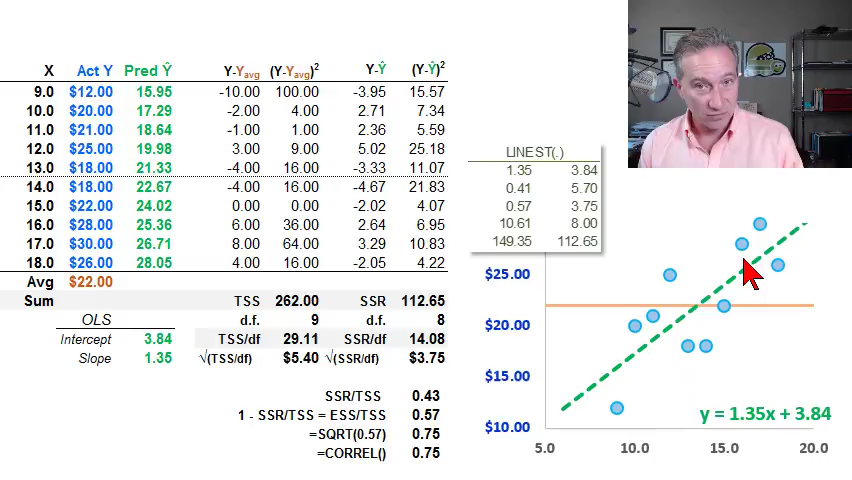 X Act Y Pred Ŷ Y-Yavg (Y-Yavg)² Y-Ŷ (Y-Ŷ)²
9.0 $12.00 15.95 -10.00 100.00 -3.95 15.57
10.0 $20.00 17.29 -2.00 4.00 2.71 7.34
11.0 $21.00 18.64 -1.00 1.00 2.36 5.59
12.0 $25.00 19.98 3.00 9.00 5.02 25.18
13.0 $18.00 21.33 -4.00 16.00 -3.33 11.07
14.0 $18.00 22.67 -4.00 16.00 -4.67 21.83
15.0 $22.00 24.02 0.00 0.00 -2.02 4.07
16.0 $28.00 25.36 6.00 36.00 2.64 6.95
17.0 $30.00 26.71 8.00 64.00 3.29 10.83
18.0 $26.00 28.05 4.00 16.00 -2.05 4.22
Avg $22.00
Sum TSS 262.00 SSR 112.65
OLS d.f. 9 d.f. 8
Intercept 3.84 TSS/df 29.11 SSR/df 14.08
Slope 1.35 √(TSS/df) $5.40 √(SSR/df) $3.75
SSR/TSS 0.43
1 - SSR/TSS = ESS/TSS 0.57
=SQRT(0.57) 0.75
=CORREL() 0.75
LINEST(.)
1.35 3.84
0.41 5.70
0.57 3.75
10.61 8.00
149.35 112.65
$25.00
$20.00
$15.00
$10.00
y = 1.35x + 3.84
5.0 10.0 15.0 20.0